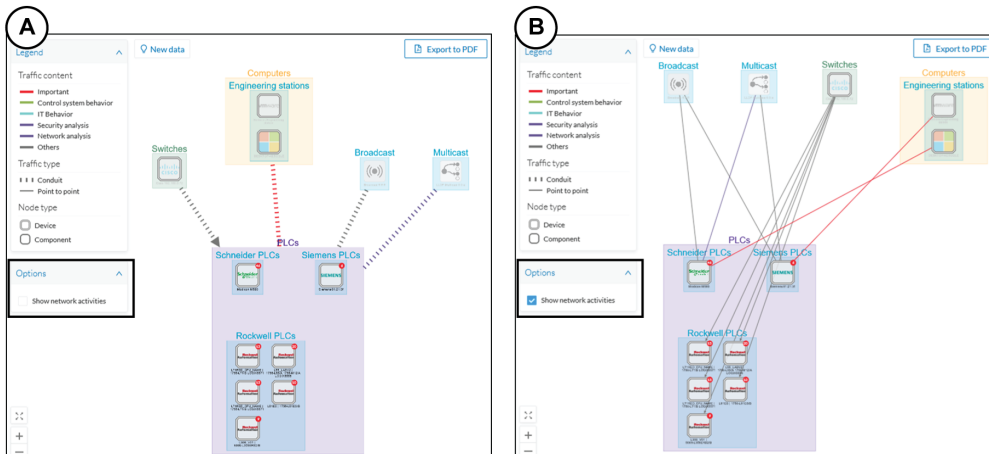 A
Legend
New data
Export to PDF
Traffic content
Important
Control system behavior
IT Behavior
Security analysis
Network analysis
Others
Traffic type
Conduit
Point to point
Node type
Device
Component
Options
Show network activities
Computers
Engineering stations
Switches
Broadcast
Multicast
PLCs
Schneider PLCs
Siemens PLCs
Schneider
SIEMENS
Rockwell PLCs
B
New data
Export to PDF
Legend
Traffic content
Important
Control system behavior
IT Behavior
Security analysis
Network analysis
Others
Traffic type
Conduit
Point to point
Node type
Device
Component
Options
Show network activities
Broadcast
Multicast
Switches
Computers
Engineering stations
PLCs
Schneider PLCs
Siemens PLCs
Schneider
SIEMENS
Rockwell PLCs